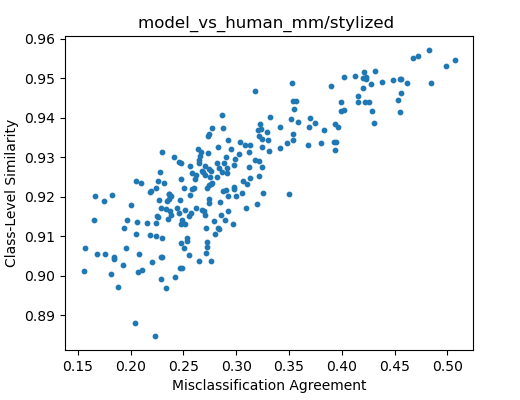 model_vs_human_mm/stylized
Class-Level Similarity
0.96
0.95
0.94
0.93
0.92
0.91
0.90
0.89
0.15 0.20 0.25 0.30 0.35 0.40 0.45 0.50
Misclassification Agreement